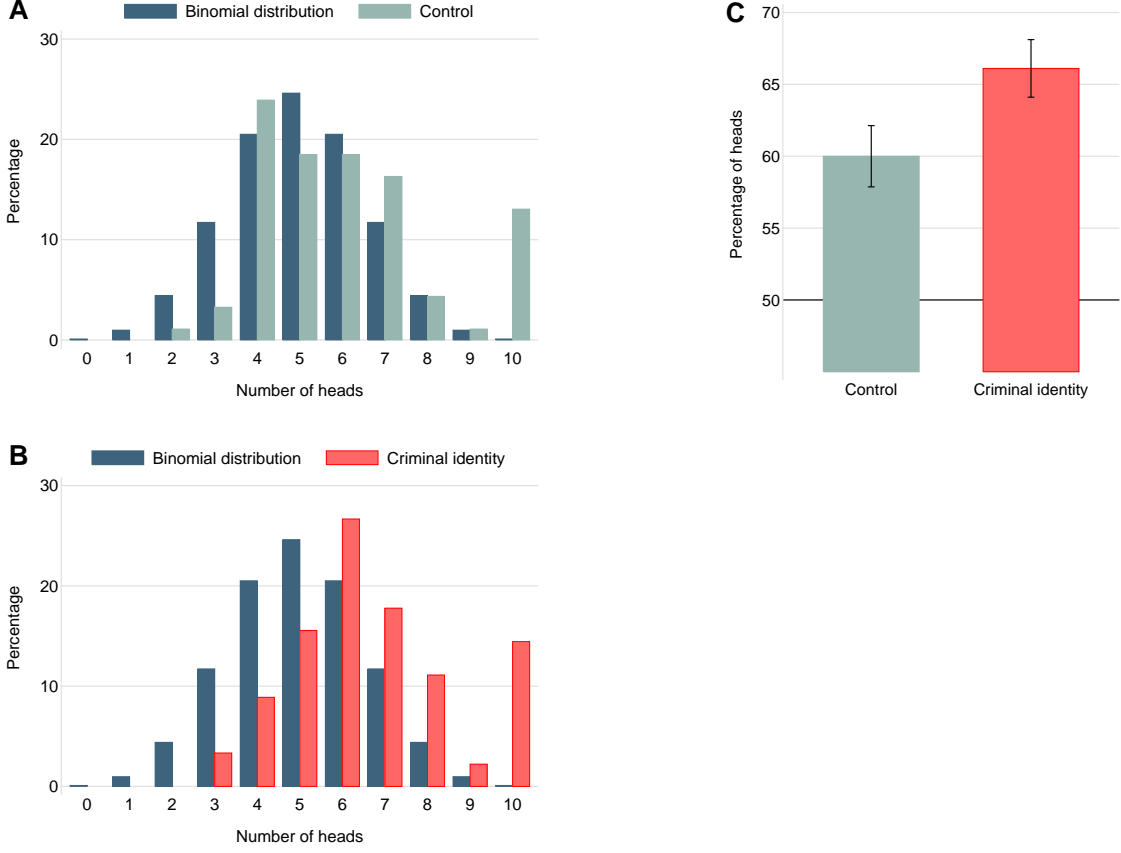 A
Binomial distribution Control
30
20
10
0
Percentage
0 1 2 3 4 5 6 7 8 9 10
Number of heads
B
Binomial distribution Criminal identity
30
20
10
0
Percentage
0 1 2 3 4 5 6 7 8 9 10
Number of heads
C
70
65
60
55
50
Percentage of heads
Control Criminal identity